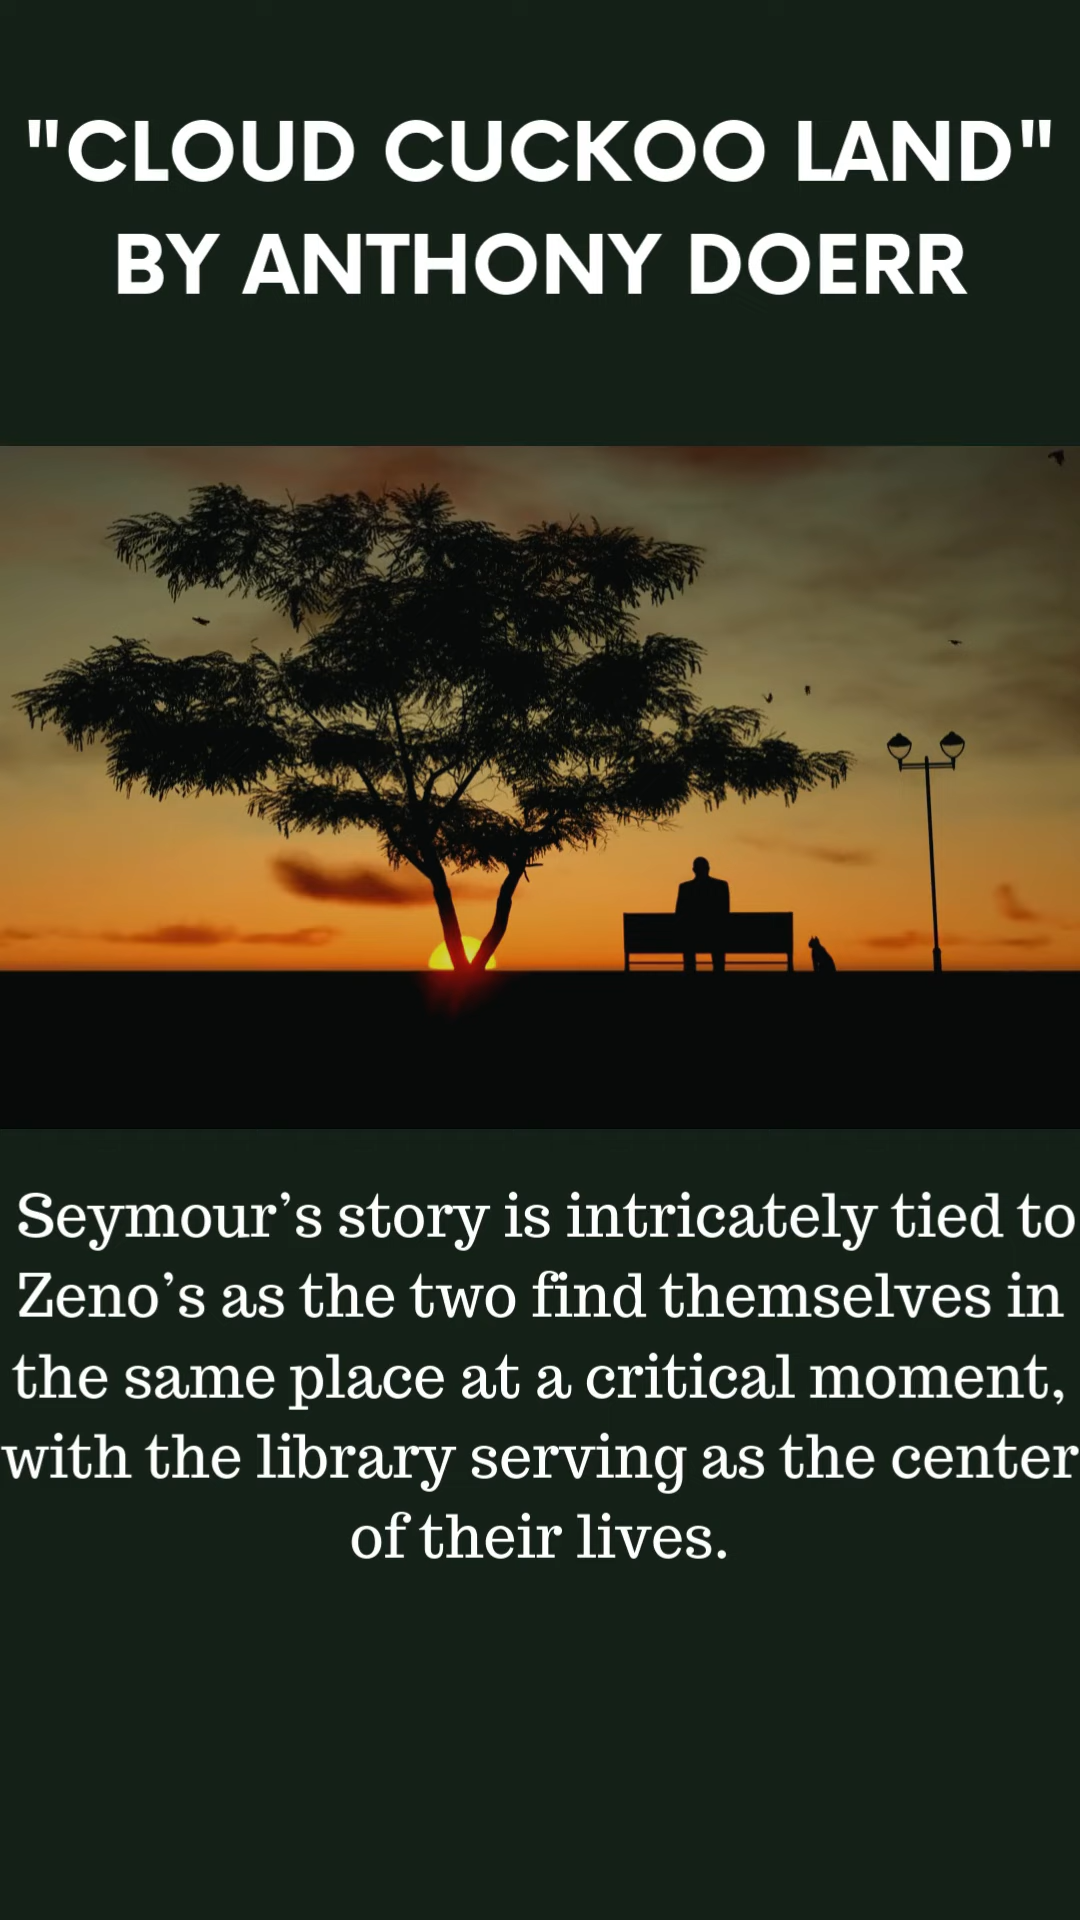 "CLOUD CUCKOO LAND"
BY ANTHONY DOERR
Seymour’s story is intricately tied to
Zeno’s as the two find themselves in
the same place at a critical moment,
with the library serving as the center
of their lives.